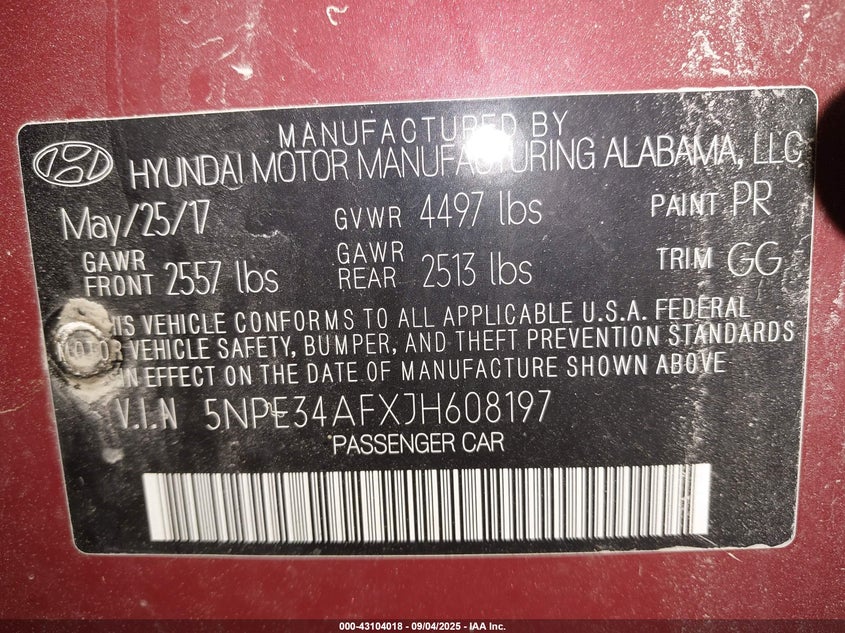 MANUFACTURED BY
HYUNDAI MOTOR MANUFACTURING ALABAMA, LLC
May/25/17 GVWR 4497 lbs PAINT PR
GAWR FRONT 2557 lbs GAWR REAR 2513 lbs TRIM GG
THIS VEHICLE CONFORMS TO ALL APPLICABLE U.S.A. FEDERAL
MOTOR VEHICLE SAFETY, BUMPER, AND THEFT PREVENTION STANDARDS
IN EFFECT ON THE DATE OF MANUFACTURE SHOWN ABOVE
V.I.N 5NPE34AFXJH608197
PASSENGER CAR
000-43104018 - 09/04/2025 - IAA Inc.